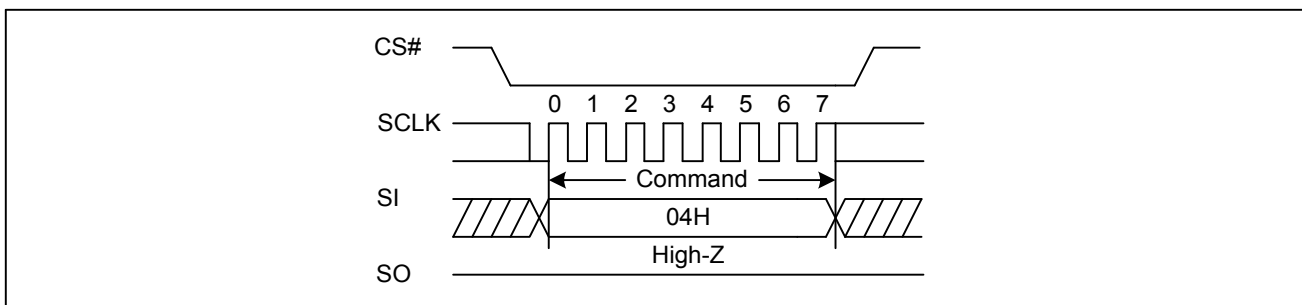 CS#
0 1 2 3 4 5 6 7
SCLK
Command
SI
04H
High-Z
SO